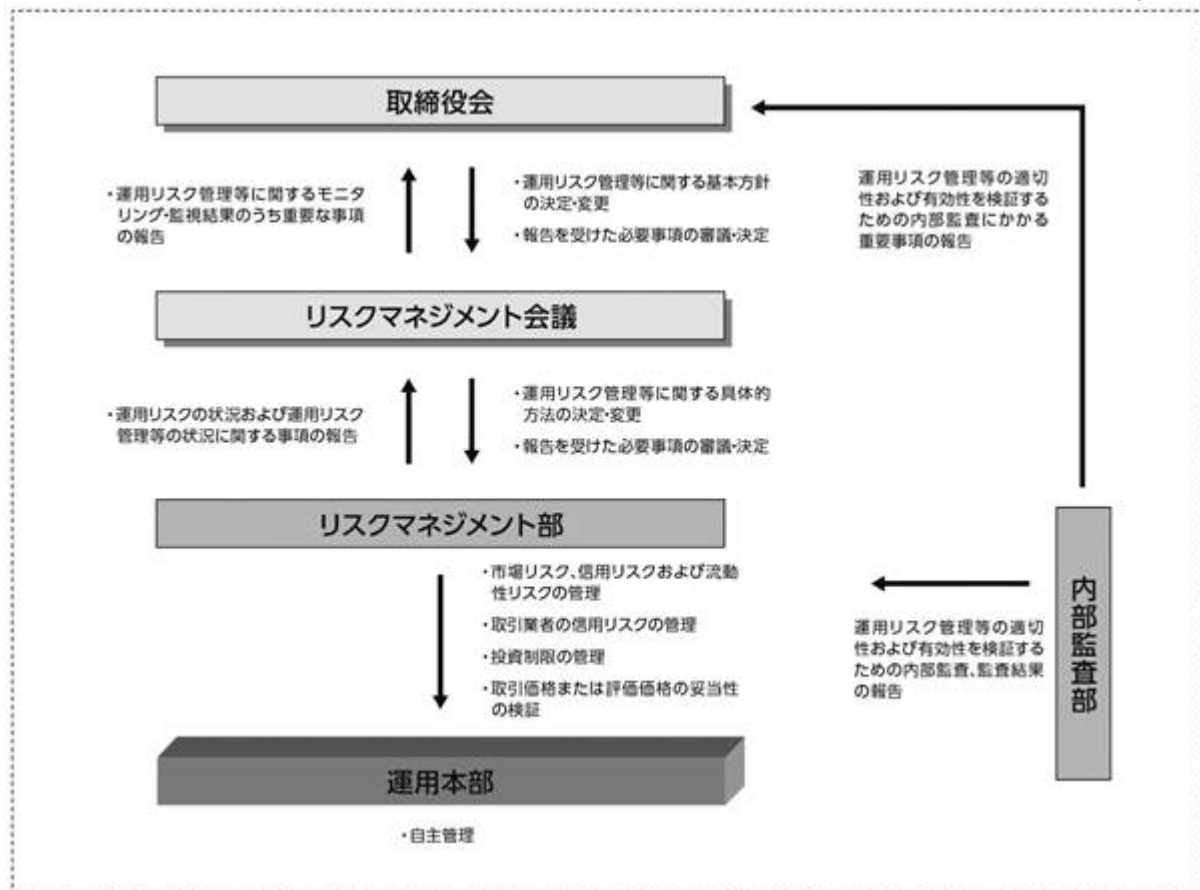 取締役会
・運用リスク管理等に関するモニタ
リング・監視結果のうち重要な事項
の報告
・運用リスク管理等に関する基本方針
の決定・変更
・報告を受けた必要事項の審議・決定
運用リスク管理等の適切
性および有効性を検証す
るための内部監査にかかる
重要事項の報告
リスクマネジメント会議
・運用リスクの状況および運用リスク
管理等の状況に関する事項の報告
・運用リスク管理等に関する具体的
方法の決定・変更
・報告を受けた必要事項の審議・決定
リスクマネジメント部
・市場リスク、信用リスクおよび流動
性リスクの管理
・取引業者の信用リスクの管理
・投資制限の管理
・取引価格または評価価格の妥当性
の検証
運用リスク管理等の適切
性および有効性を検証する
ための内部監査、監査結果
の報告
内部監査部
運用本部
・自主管理